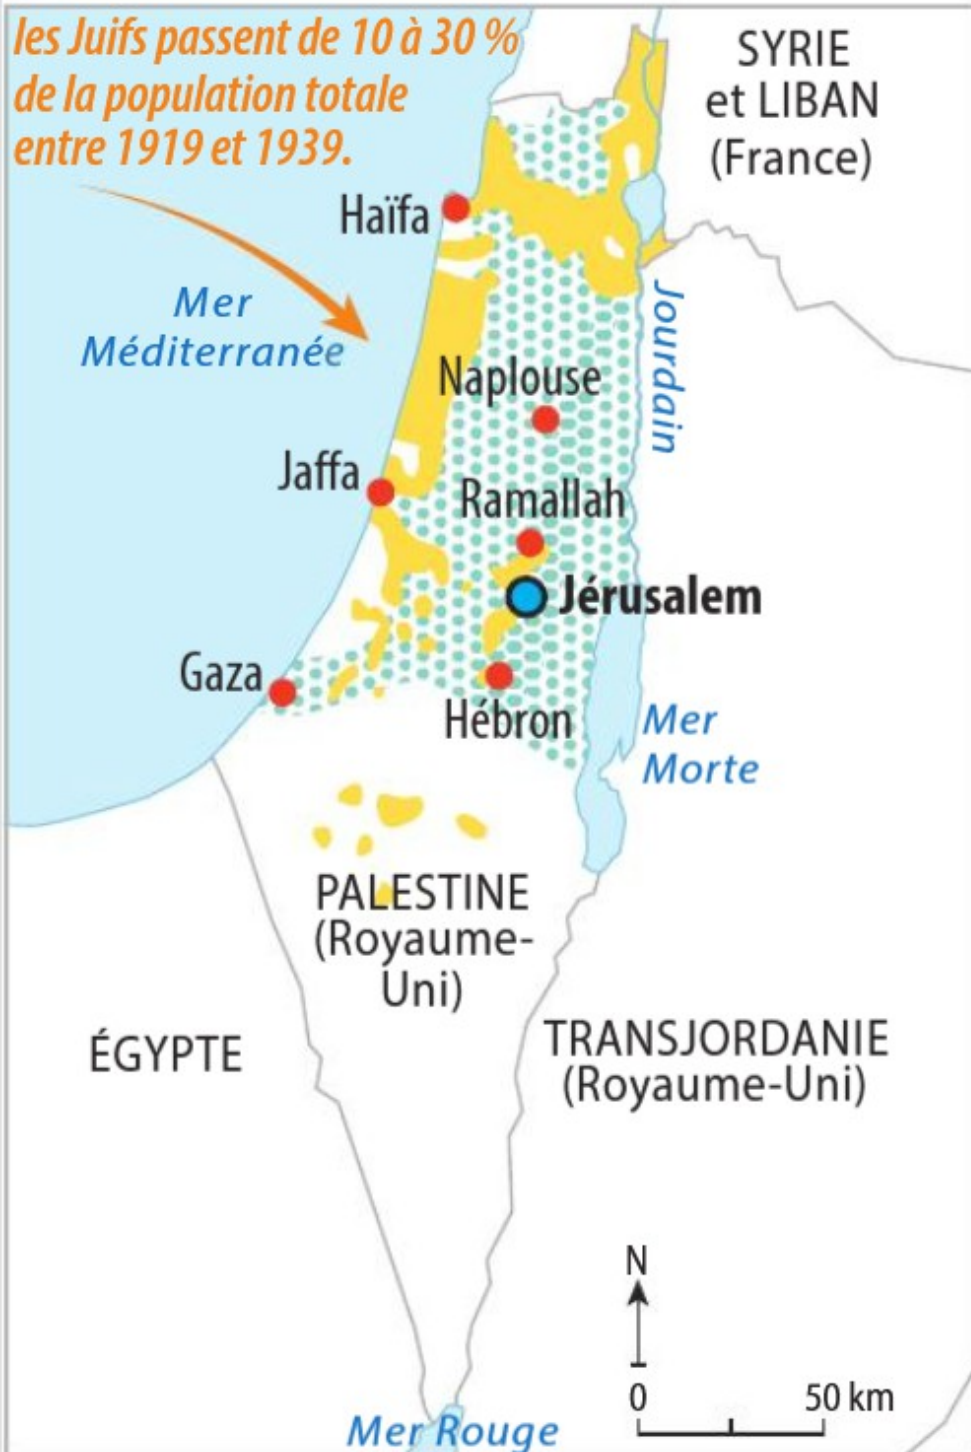 les Juifs passent de 10 à 30 %
de la population totale
entre 1919 et 1939.
SYRIE
et LIBAN
(France)
Haïfa
Mer
Méditerranée
Jourdain
Naplouse
Jaffa
Ramallah
Jérusalem
Gaza
Hébron
Mer
Morte
PALESTINE
(Royaume-
Uni)
ÉGYPTE
TRANSJORDANIE
(Royaume-Uni)
N
0
50 km
Mer Rouge